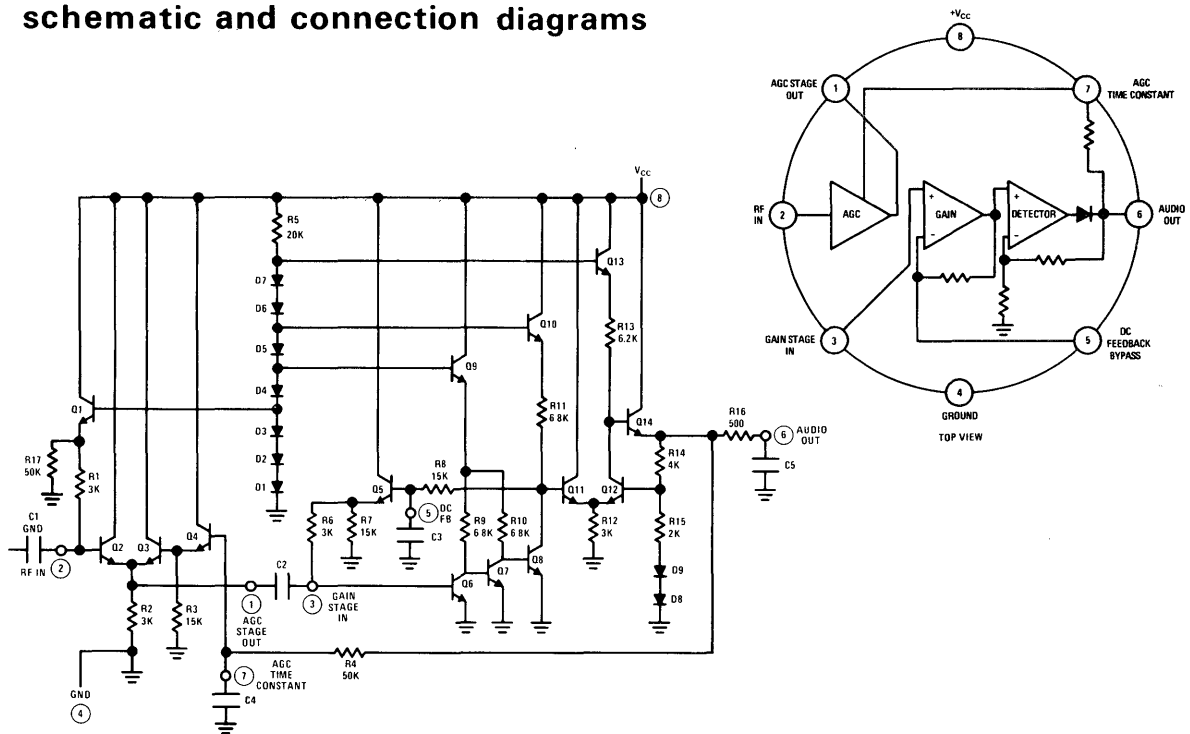 schematic and connection diagrams
VCC
8
R5
20K
D7
D6
D5
D4
D3
D2
D1
Q13
Q10
Q9
R13
6.2K
R11
6.8K
Q1
Q14
R16
500
6 AUDIO
OUT
C5
R17
50K
R1
3K
R14
4K
R8
15K
Q5
Q11
Q12
5 DC
FB
C3
R6
3K
R7
15K
R9
6.8K
R10
6.8K
R12
3K
R15
2K
C1
GND
RF IN
2
Q2
Q3
Q4
C2
Q6
Q7
Q8
D9
D8
1
AGC
STAGE
OUT
3
GAIN
STAGE
IN
R2
3K
R3
15K
R4
50K
GND
4
7
AGC
TIME
CONSTANT
C4
+VCC
8
AGC STAGE
OUT
1
7
AGC
TIME CONSTANT
RF
IN
2
AGC
+
GAIN
-
+
DETECTOR
-
6
AUDIO
OUT
GAIN STAGE
IN
3
5
DC
FEEDBACK
BYPASS
4
GROUND
TOP VIEW